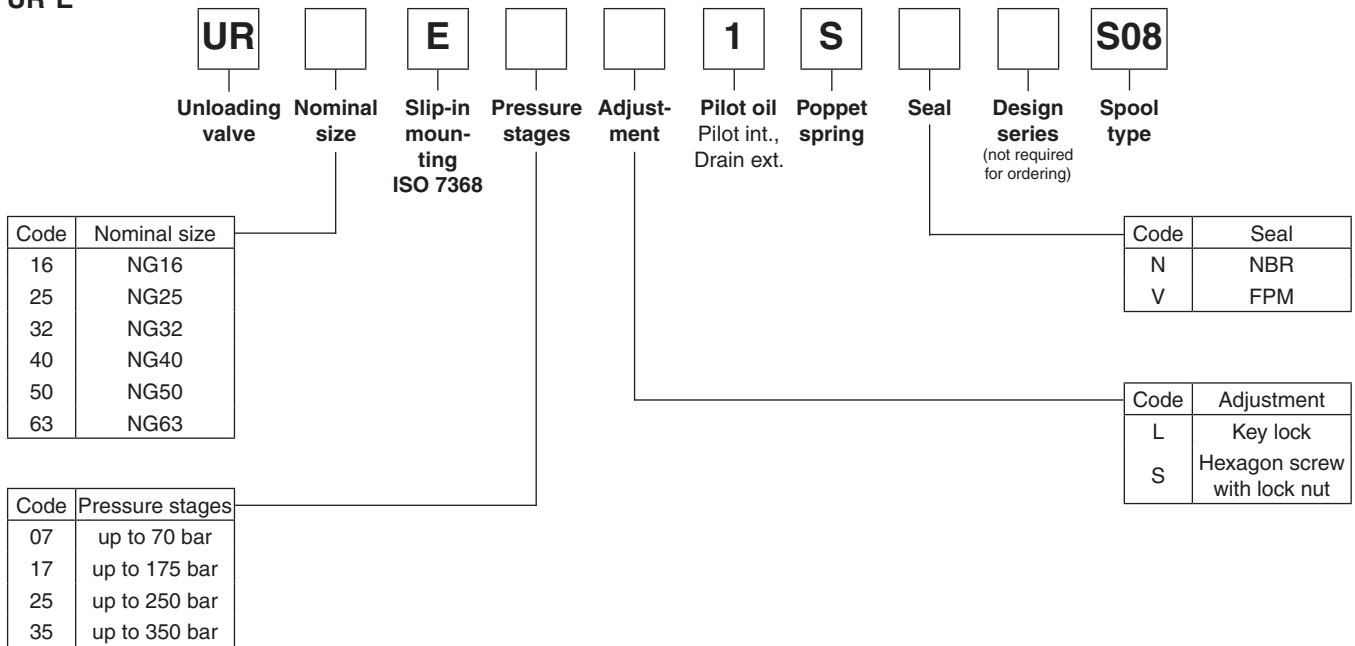 UR*E*
UR E 1 S S08
Unloading valve
Nominal size
Slip-in moun-ting ISO 7368
Pressure stages
Adjust-ment
Pilot oil
Pilot int.,
Drain ext.
Poppet spring
Seal
Design series
(not required
for ordering)
Spool type
Code Nominal size
16 NG16
25 NG25
32 NG32
40 NG40
50 NG50
63 NG63
Code Pressure stages
07 up to 70 bar
17 up to 175 bar
25 up to 250 bar
35 up to 350 bar
Code Seal
N NBR
V FPM
Code Adjustment
L Key lock
S Hexagon screw
with lock nut